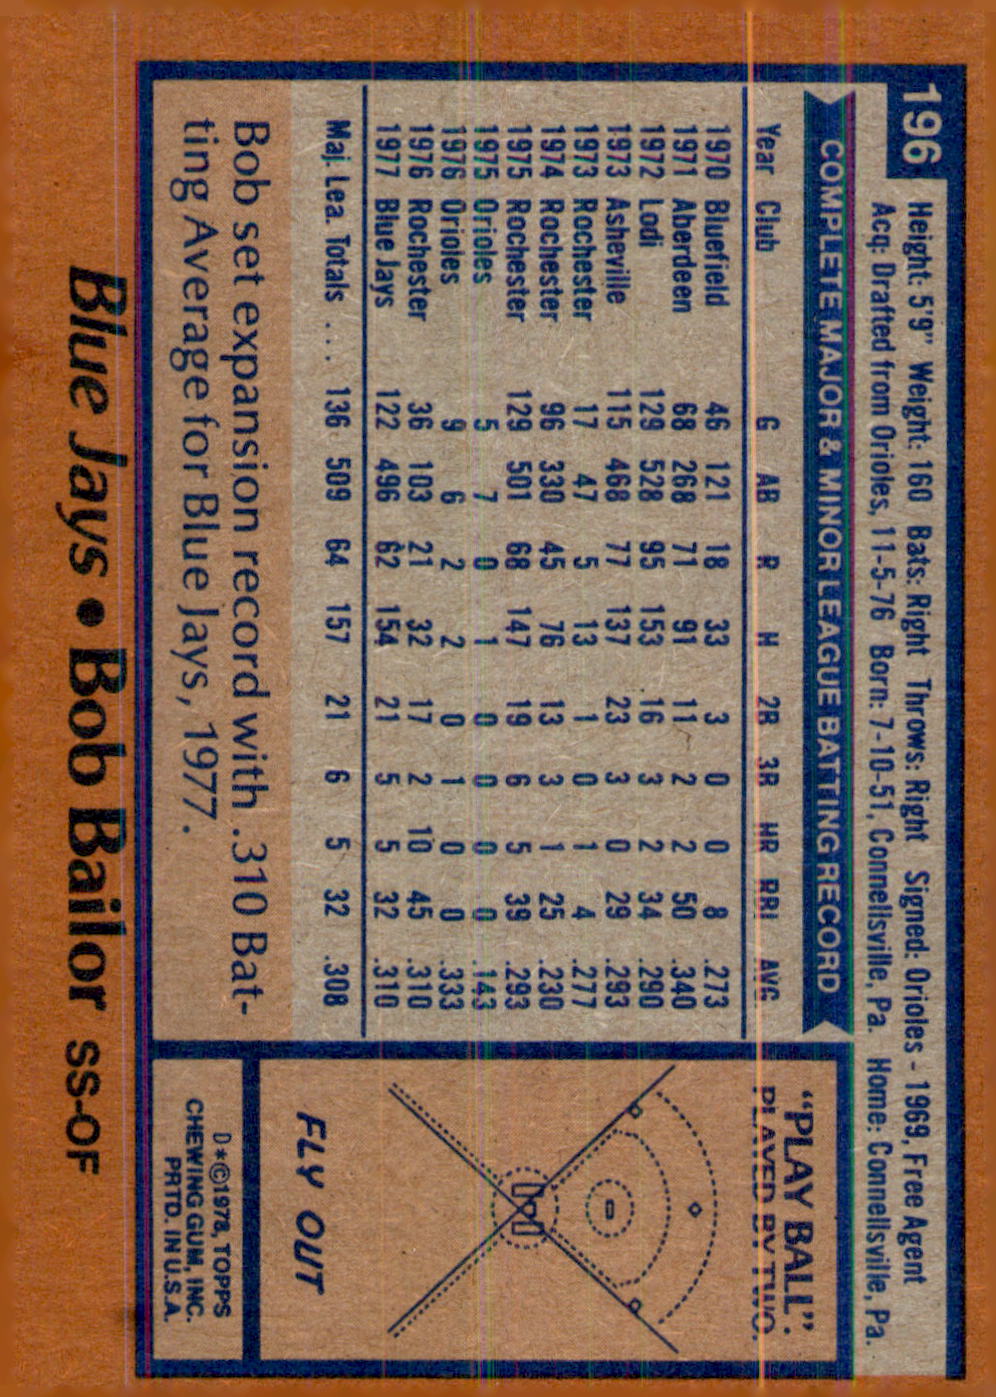 196
Height: 5'9" Weight: 160 Bats: Right Throws: Right Signed: Orioles - 1969, Free Agent
Acq: Drafted from Orioles, 11-5-76 Born: 7-10-51, Connellsville, Pa. Home: Connellsville, Pa.
COMPLETE MAJOR & MINOR LEAGUE BATTING RECORD
Year Club G AB R H 2B 3B HR RBI AVG.
1970 Bluefield 46 121 18 33 3 0 0 8 .273
1971 Aberdeen 68 268 71 91 11 2 2 50 .340
1972 Lodi 129 528 95 153 16 3 2 34 .290
1973 Asheville 115 468 77 137 23 3 0 29 .293
1973 Rochester 17 47 5 13 1 0 1 4 .277
1974 Rochester 96 330 45 76 13 3 1 25 .230
1975 Rochester 129 501 68 147 19 6 5 39 .293
1975 Orioles 5 7 0 1 0 0 0 0 .143
1976 Orioles 9 6 2 2 0 1 0 0 .333
1976 Rochester 36 103 21 32 17 2 10 45 .310
1977 Blue Jays 122 496 62 154 21 5 5 32 .310
Maj. Lea. Totals . . . 136 509 64 157 21 6 5 32 .308
Bob set expansion record with .310 Bat-
ting Average for Blue Jays, 1977.
"PLAY BALL".
PLAYED BY TWO.
FLY OUT
D*©1978, TOPPS
CHEWING GUM, INC.
PRTD. IN U.S.A.
Blue Jays • Bob Bailor SS-OF